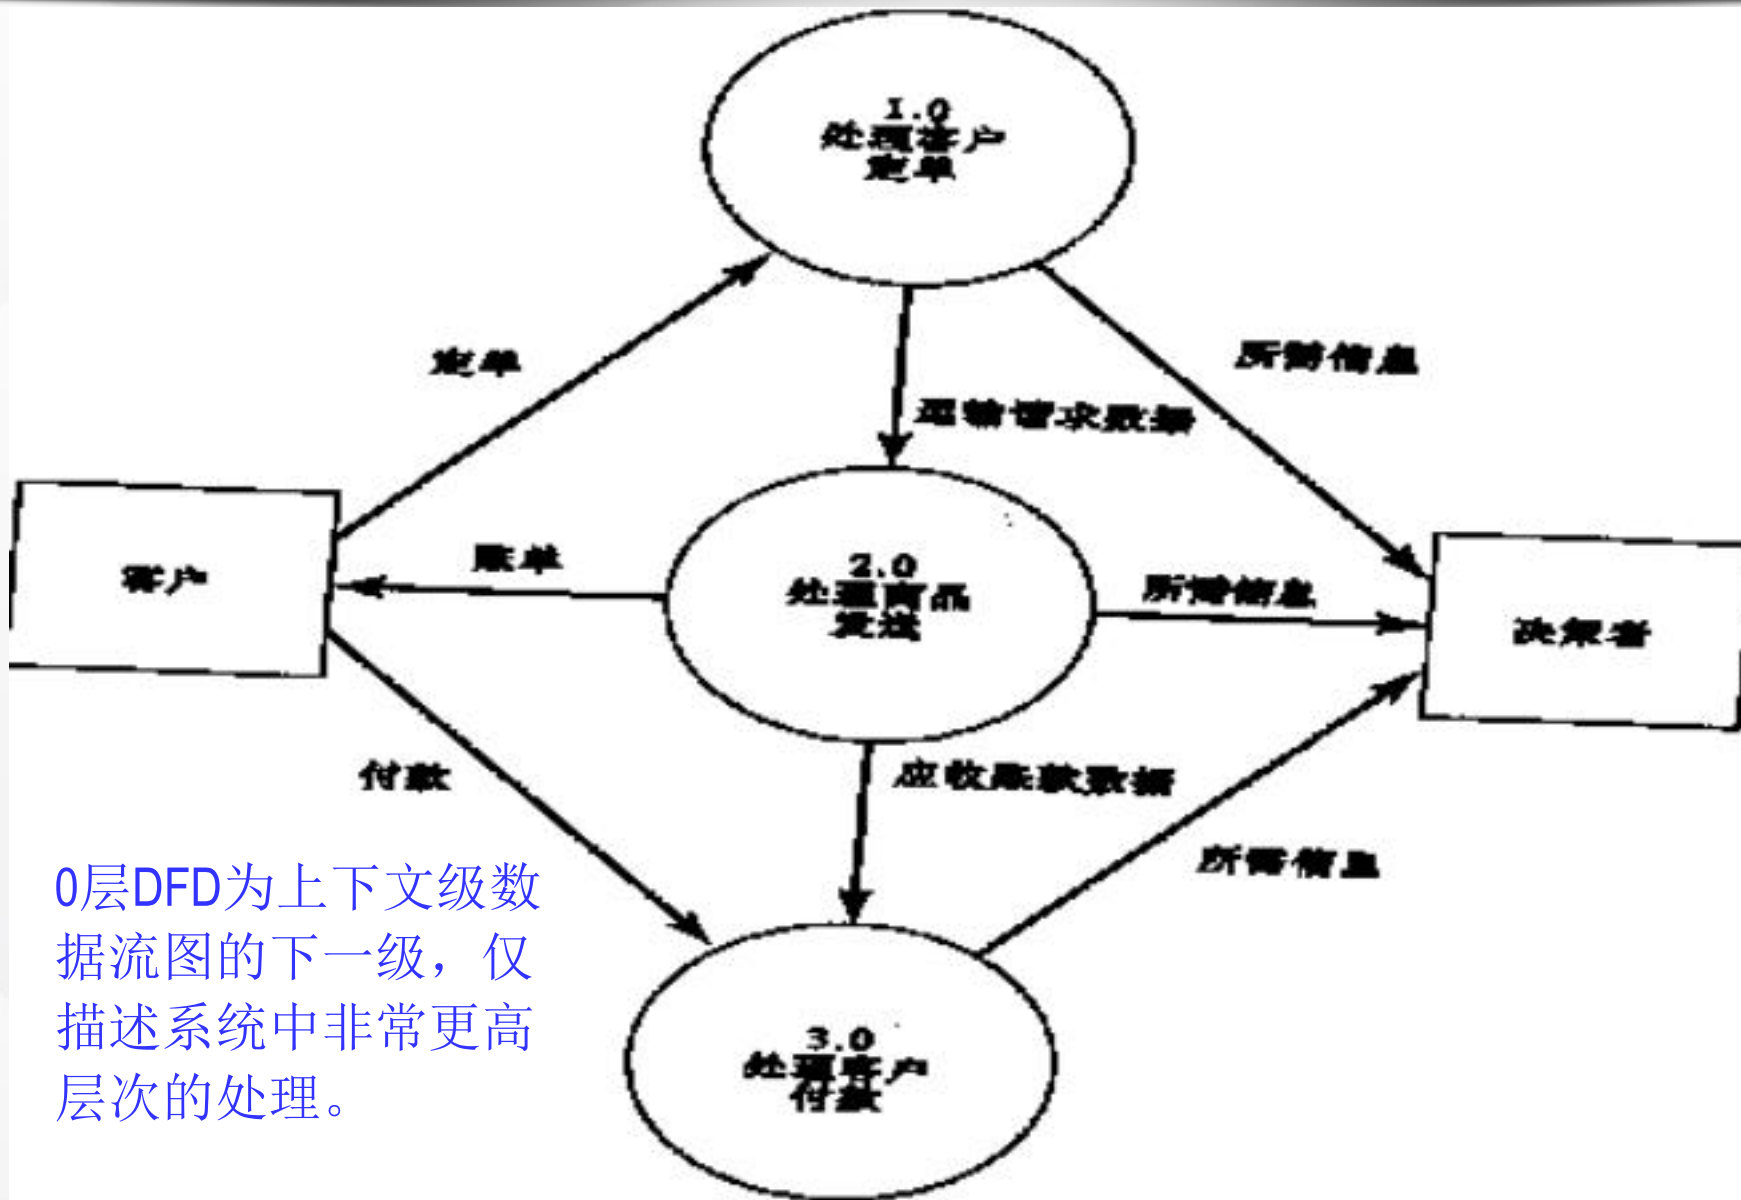 1.0
处理客户
定单
定单
所需信息
运输请求数据
客户
账单
2.0
处理商品
发送
所需信息
决策者
付款
应收账款数据
所需信息
0层DFD为上下文级数
据流图的下一级，仅
描述系统中非常更高
层次的处理。
3.0
处理客户
付款